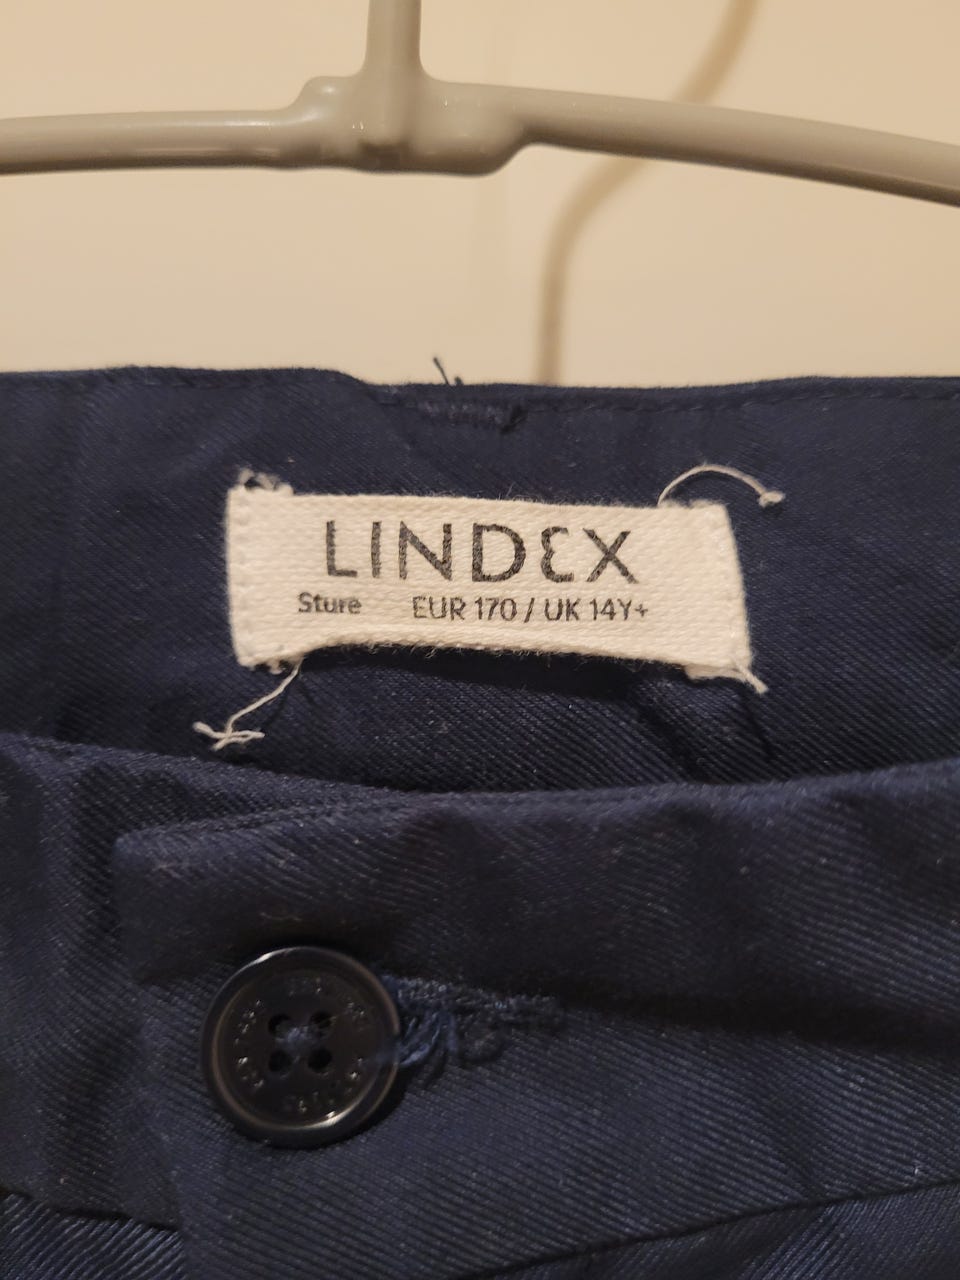 LINDEX
Sture EUR 170 / UK 14Y+